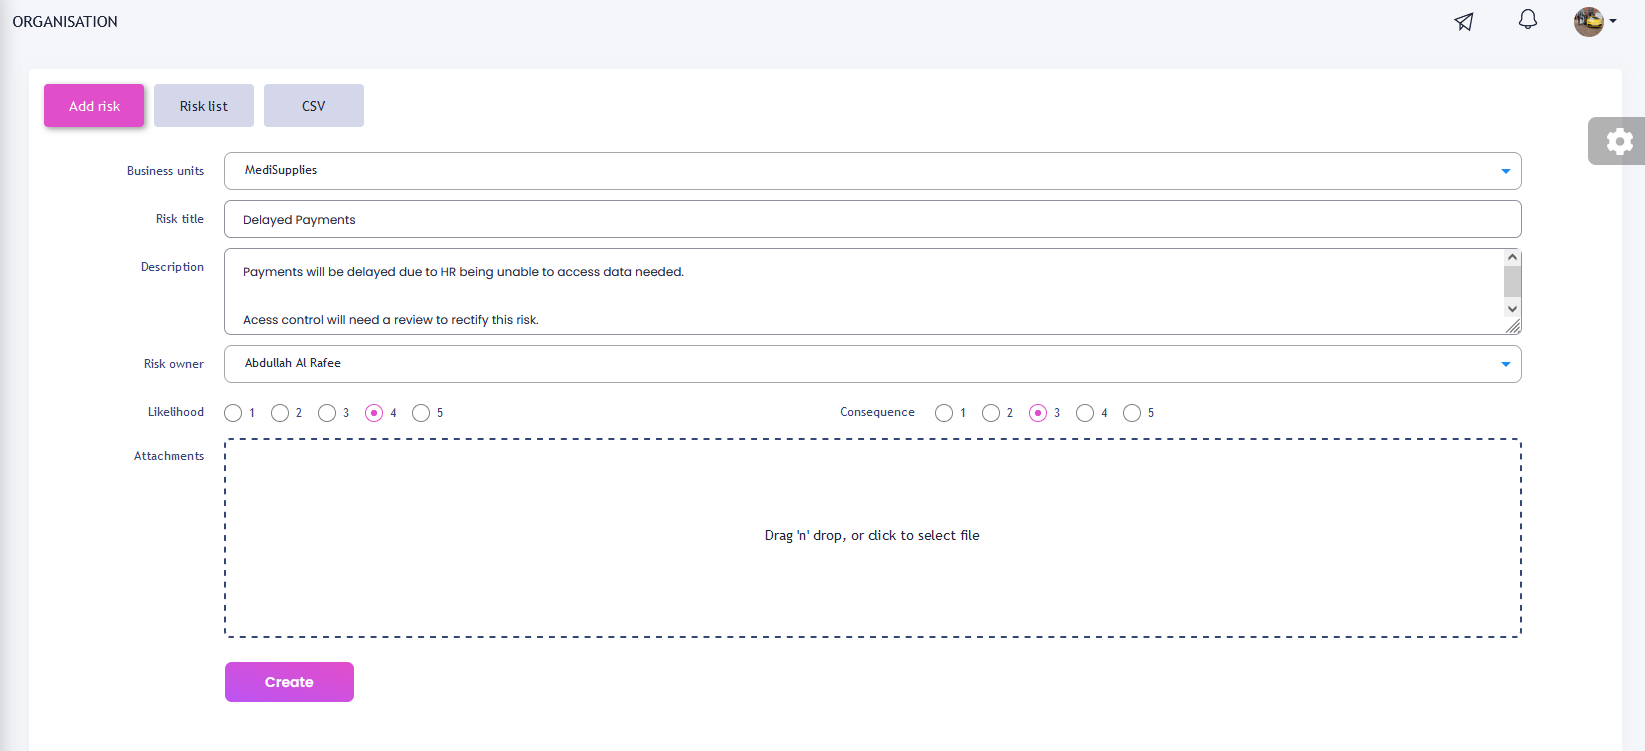 ORGANISATION
Add risk
Risk list
CSV
Business units
MediSupplies
Risk title
Delayed Payments
Description
Payments will be delayed due to HR being unable to access data needed.
Acess control will need a review to rectify this risk.
Risk owner
Abdullah Al Rafee
Likelihood 1 2 3 4 5 Consequence 1 2 3 4 5
Attachments
Drag 'n' drop, or click to select file
Create